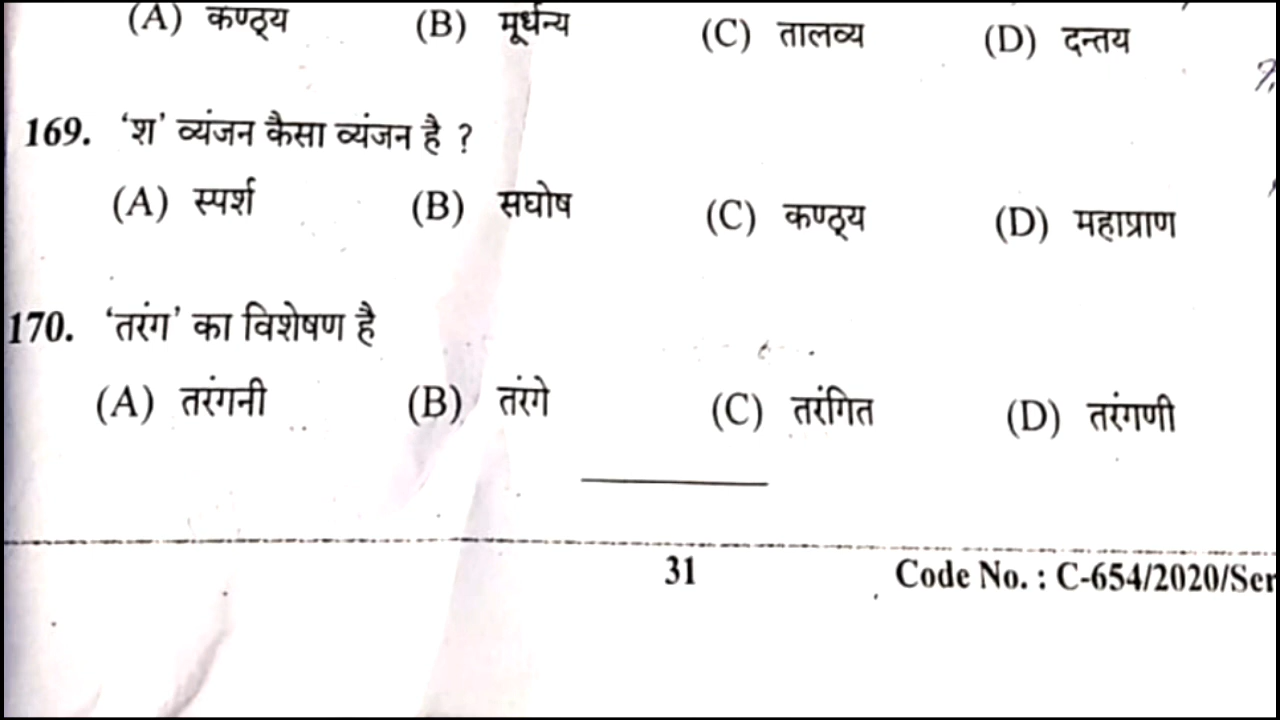 (A) कण्ठ्य (B) मूर्धन्य (C) तालव्य (D) दन्तय
169. ‘श’ व्यंजन कैसा व्यंजन है ?
(A) स्पर्श (B) सघोष (C) कण्ठ्य (D) महाप्राण
170. ‘तरंग’ का विशेषण है
(A) तरंगनी (B) तरंगे (C) तरंगित (D) तरंगणी
31 Code No. : C-654/2020/Ser